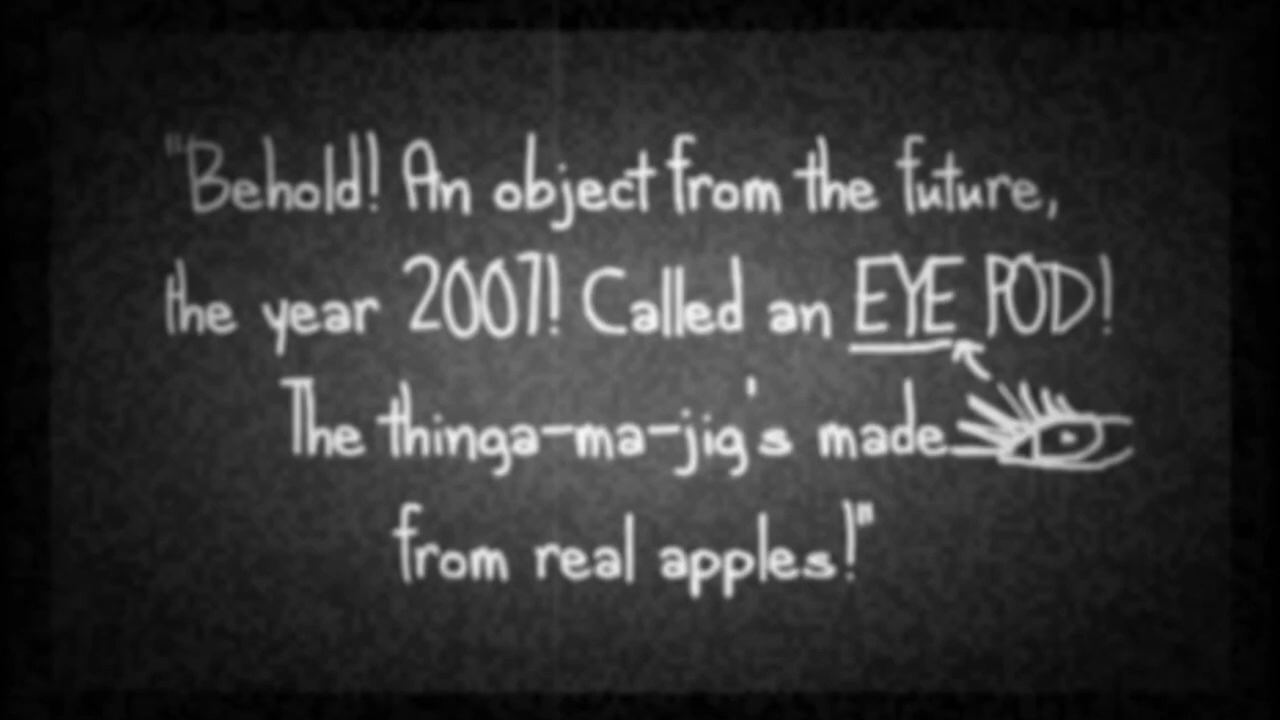 "Behold! An object from the future,
the year 2007! Called an EYE POD!
The thinga-ma-jig's made
from real apples!"